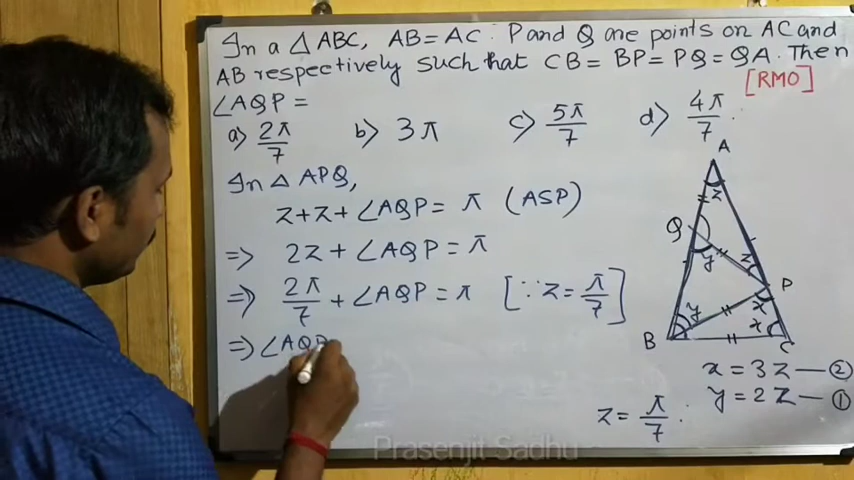 In a △ABC, AB = AC. P and Q are points on AC and
AB respectively such that CB = BP = PQ = QA. Then
[RMO]
∠AQP =
a) 2π/7 b) 3π c) 5π/7 d) 4π/7.
In △APQ,
z + z + ∠AQP = π (ASP)
=> 2z + ∠AQP = π
=> 2π/7 + ∠AQP = π [∵ z = π/7]
=> ∠AQP
A
z
Q
y z
P
y x
x
B C
x = 3z — ②
y = 2z — ①
z = π/7.
Prasenjit Sadhu